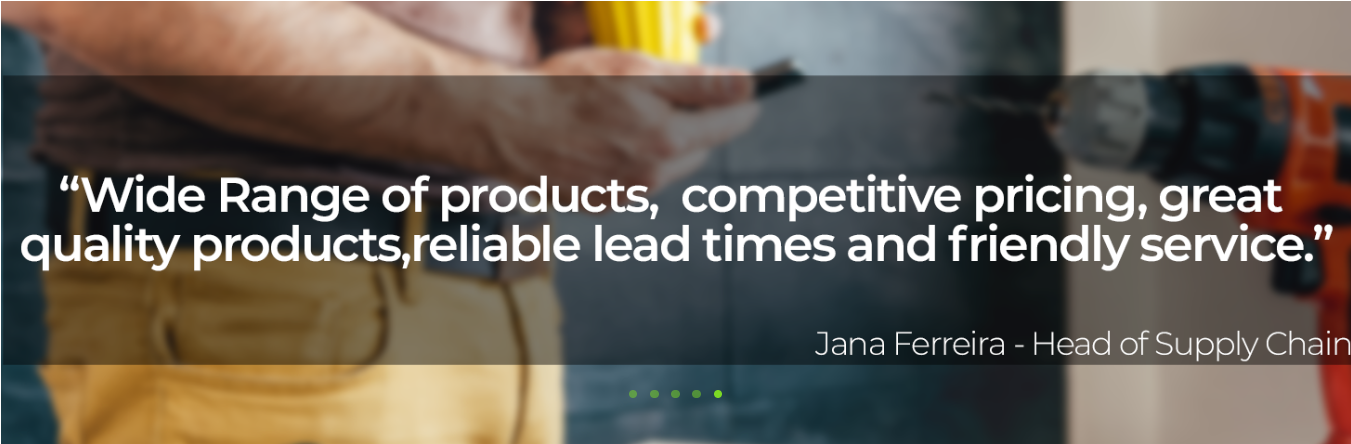 “Wide Range of products,  competitive pricing, great
quality products,reliable lead times and friendly service.”
Jana Ferreira - Head of Supply Chain